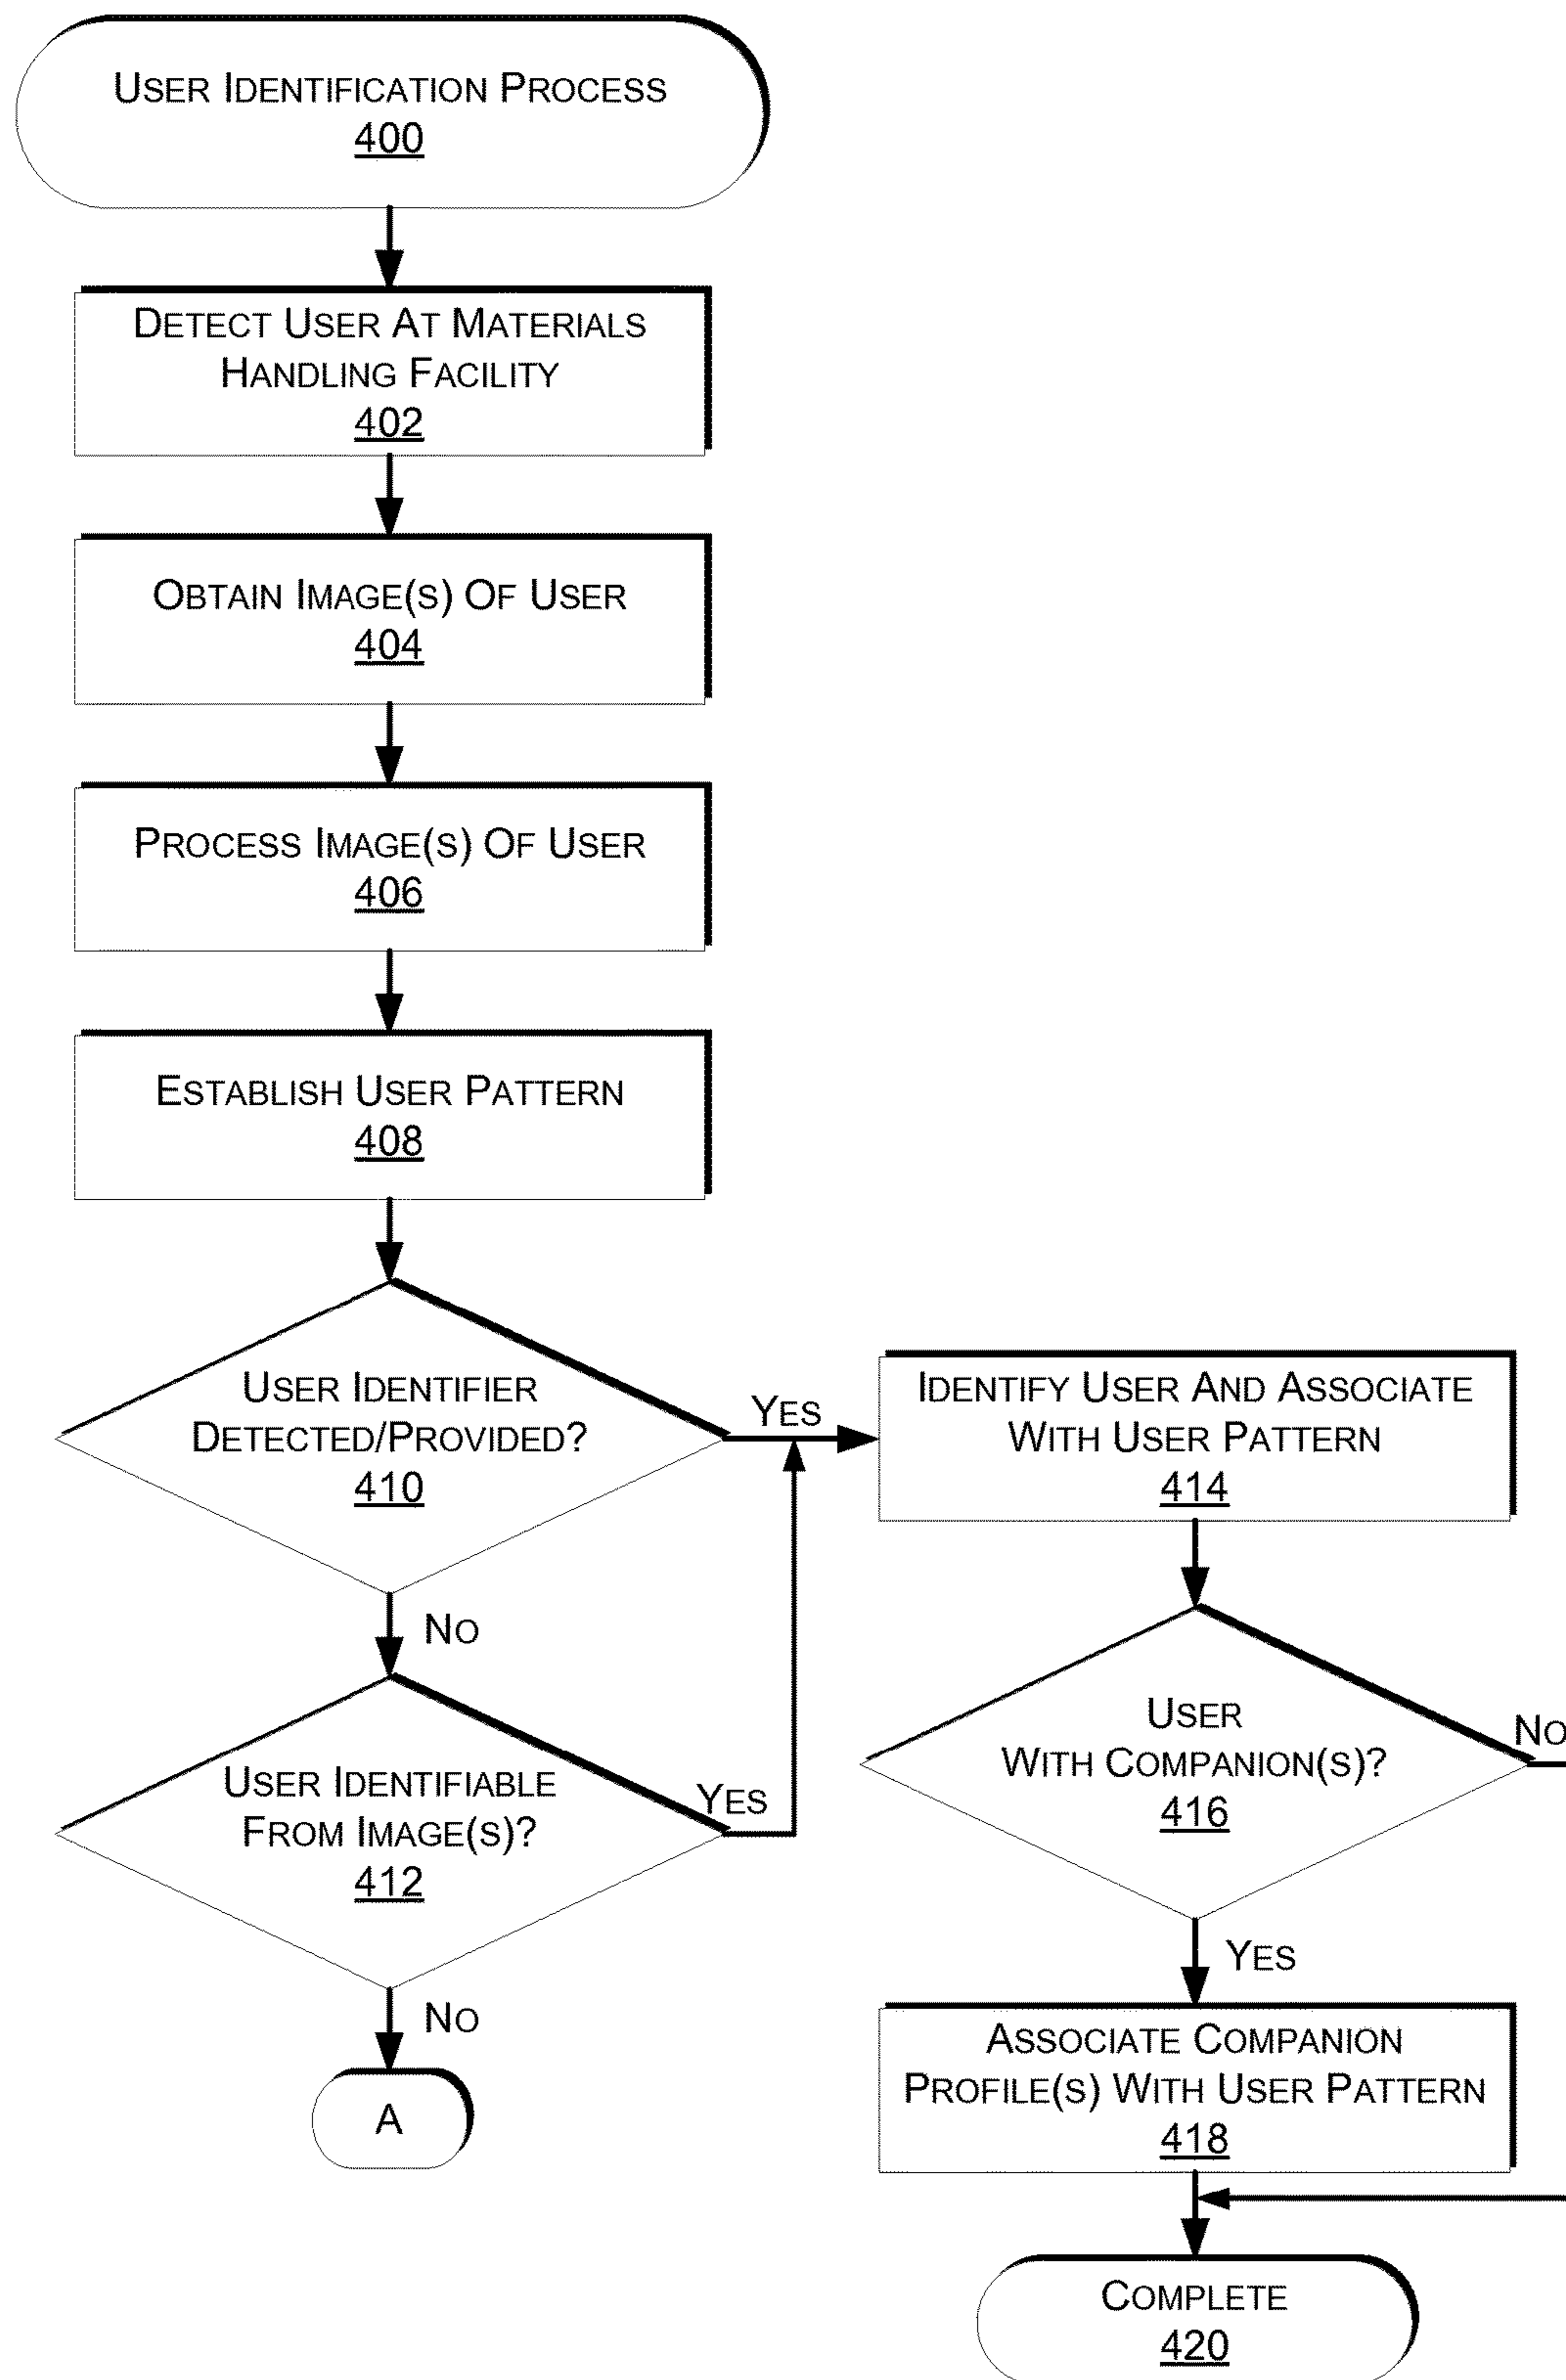 USER IDENTIFICATION PROCESS
400
DETECT USER AT MATERIALS
HANDLING FACILITY
402
OBTAIN IMAGE(S) OF USER
404
PROCESS IMAGE(S) OF USER
406
ESTABLISH USER PATTERN
408
USER IDENTIFIER
DETECTED/PROVIDED?
410
YES
NO
USER IDENTIFIABLE
FROM IMAGE(S)?
412
YES
NO
A
IDENTIFY USER AND ASSOCIATE
WITH USER PATTERN
414
USER
WITH COMPANION(S)?
416
NO
YES
ASSOCIATE COMPANION
PROFILE(S) WITH USER PATTERN
418
COMPLETE
420